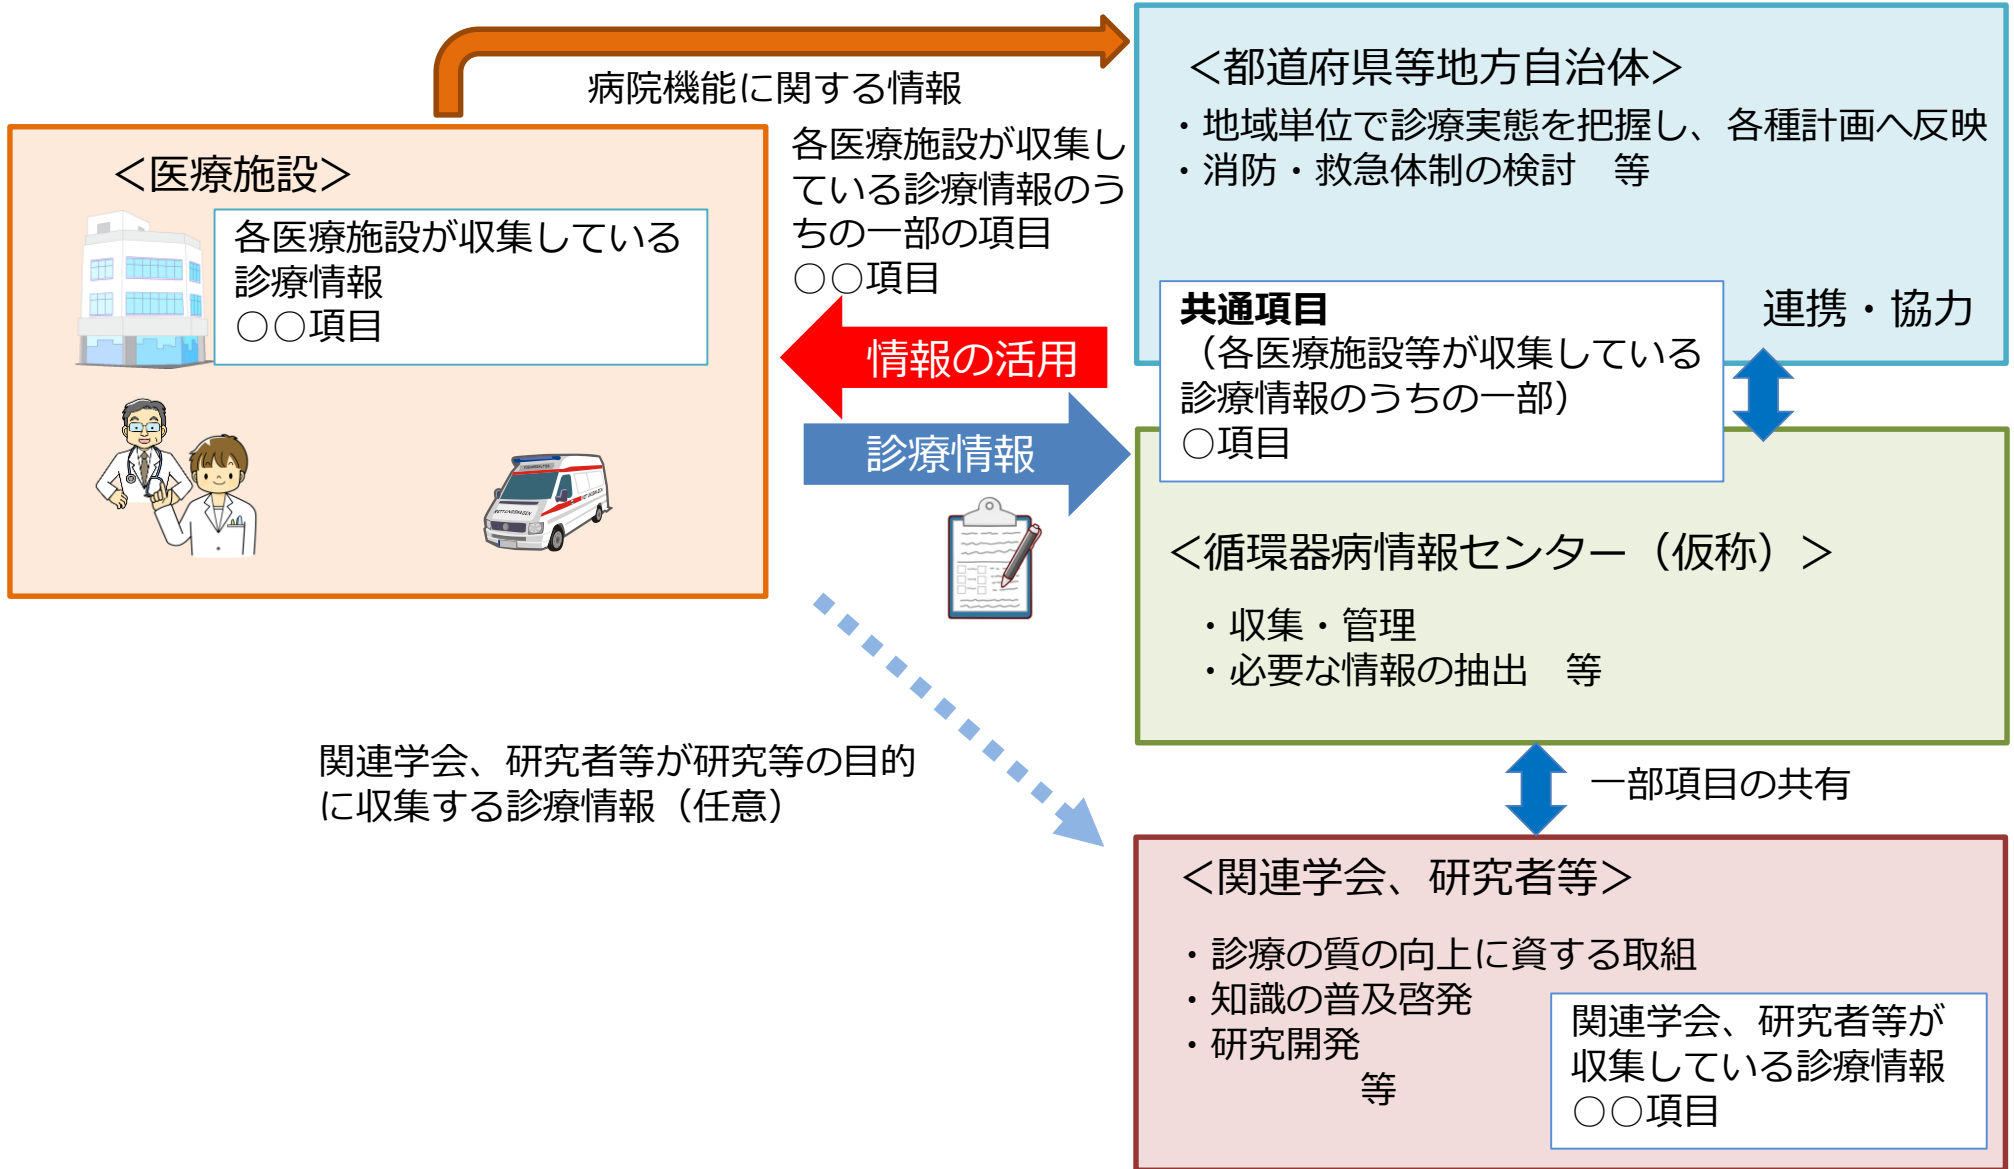 病院機能に関する情報
＜医療施設＞
各医療施設が収集している
診療情報
○○項目
各医療施設が収集し
ている診療情報のう
ちの一部の項目
○○項目
情報の活用
診療情報
＜都道府県等地方自治体＞
・地域単位で診療実態を把握し、各種計画へ反映
・消防・救急体制の検討　等
連携・協力
共通項目
（各医療施設等が収集している
診療情報のうちの一部）
○項目
＜循環器病情報センター（仮称）＞
・収集・管理
・必要な情報の抽出　等
一部項目の共有
関連学会、研究者等が研究等の目的
に収集する診療情報（任意）
＜関連学会、研究者等＞
・診療の質の向上に資する取組
・知識の普及啓発
・研究開発
等
関連学会、研究者等が
収集している診療情報
○○項目